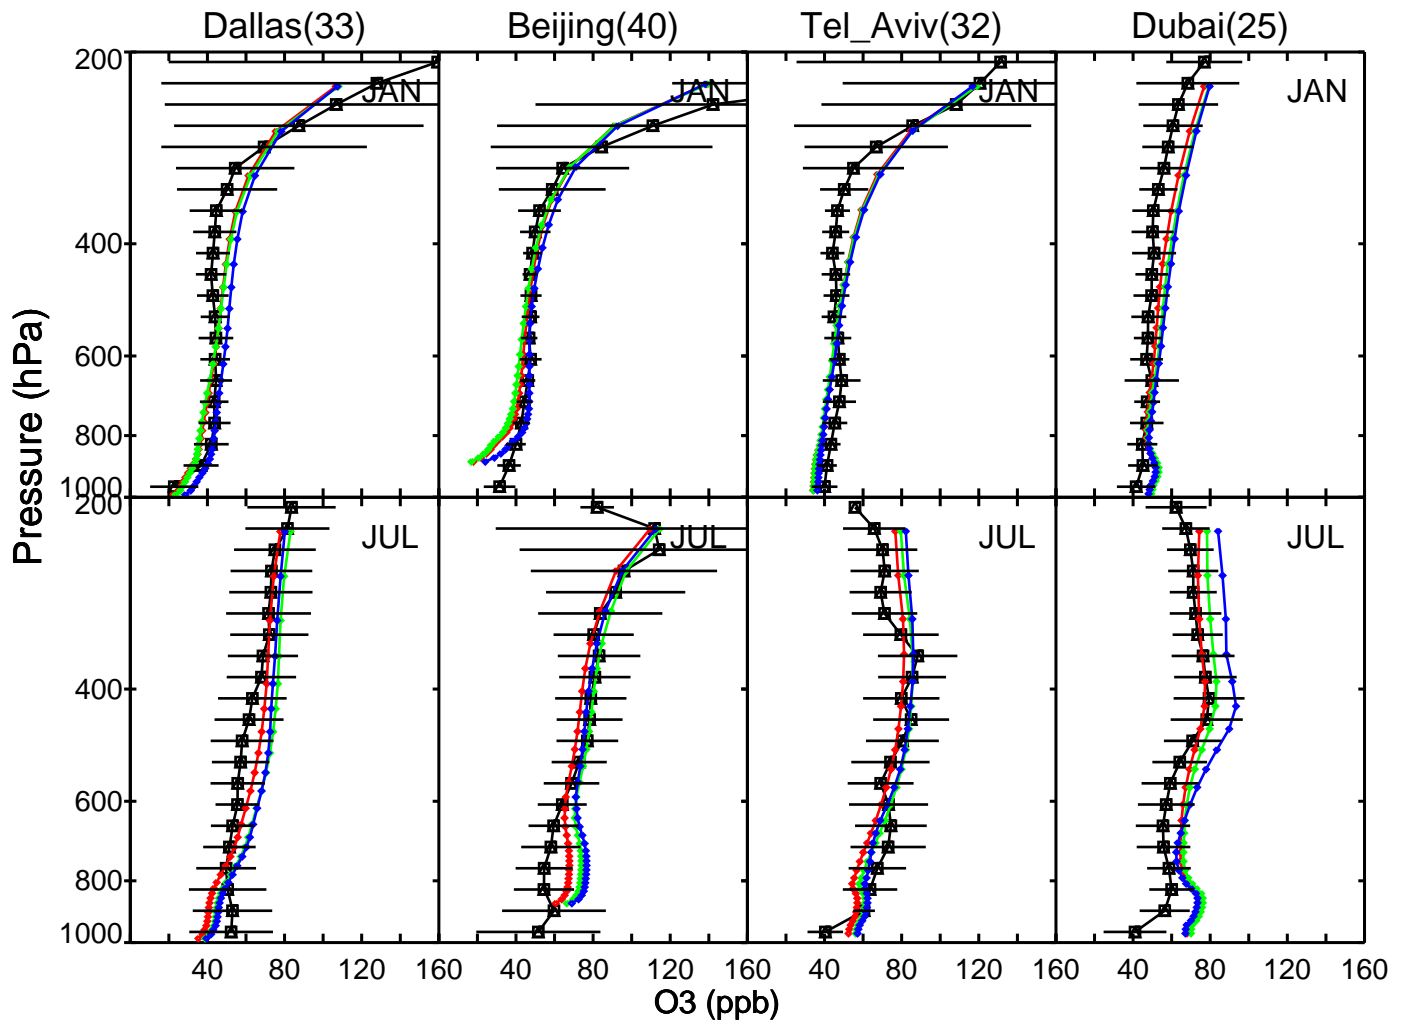 Dallas(33) Beijing(40) Tel_Aviv(32) Dubai(25)
200
JAN JAN JAN JAN
400
600
800
1000
200
JUL JUL JUL JUL
400
600
800
1000
40 80 120 160 40 80 120 160 40 80 120 160 40 80 120 160
O3 (ppb)
Pressure (hPa)